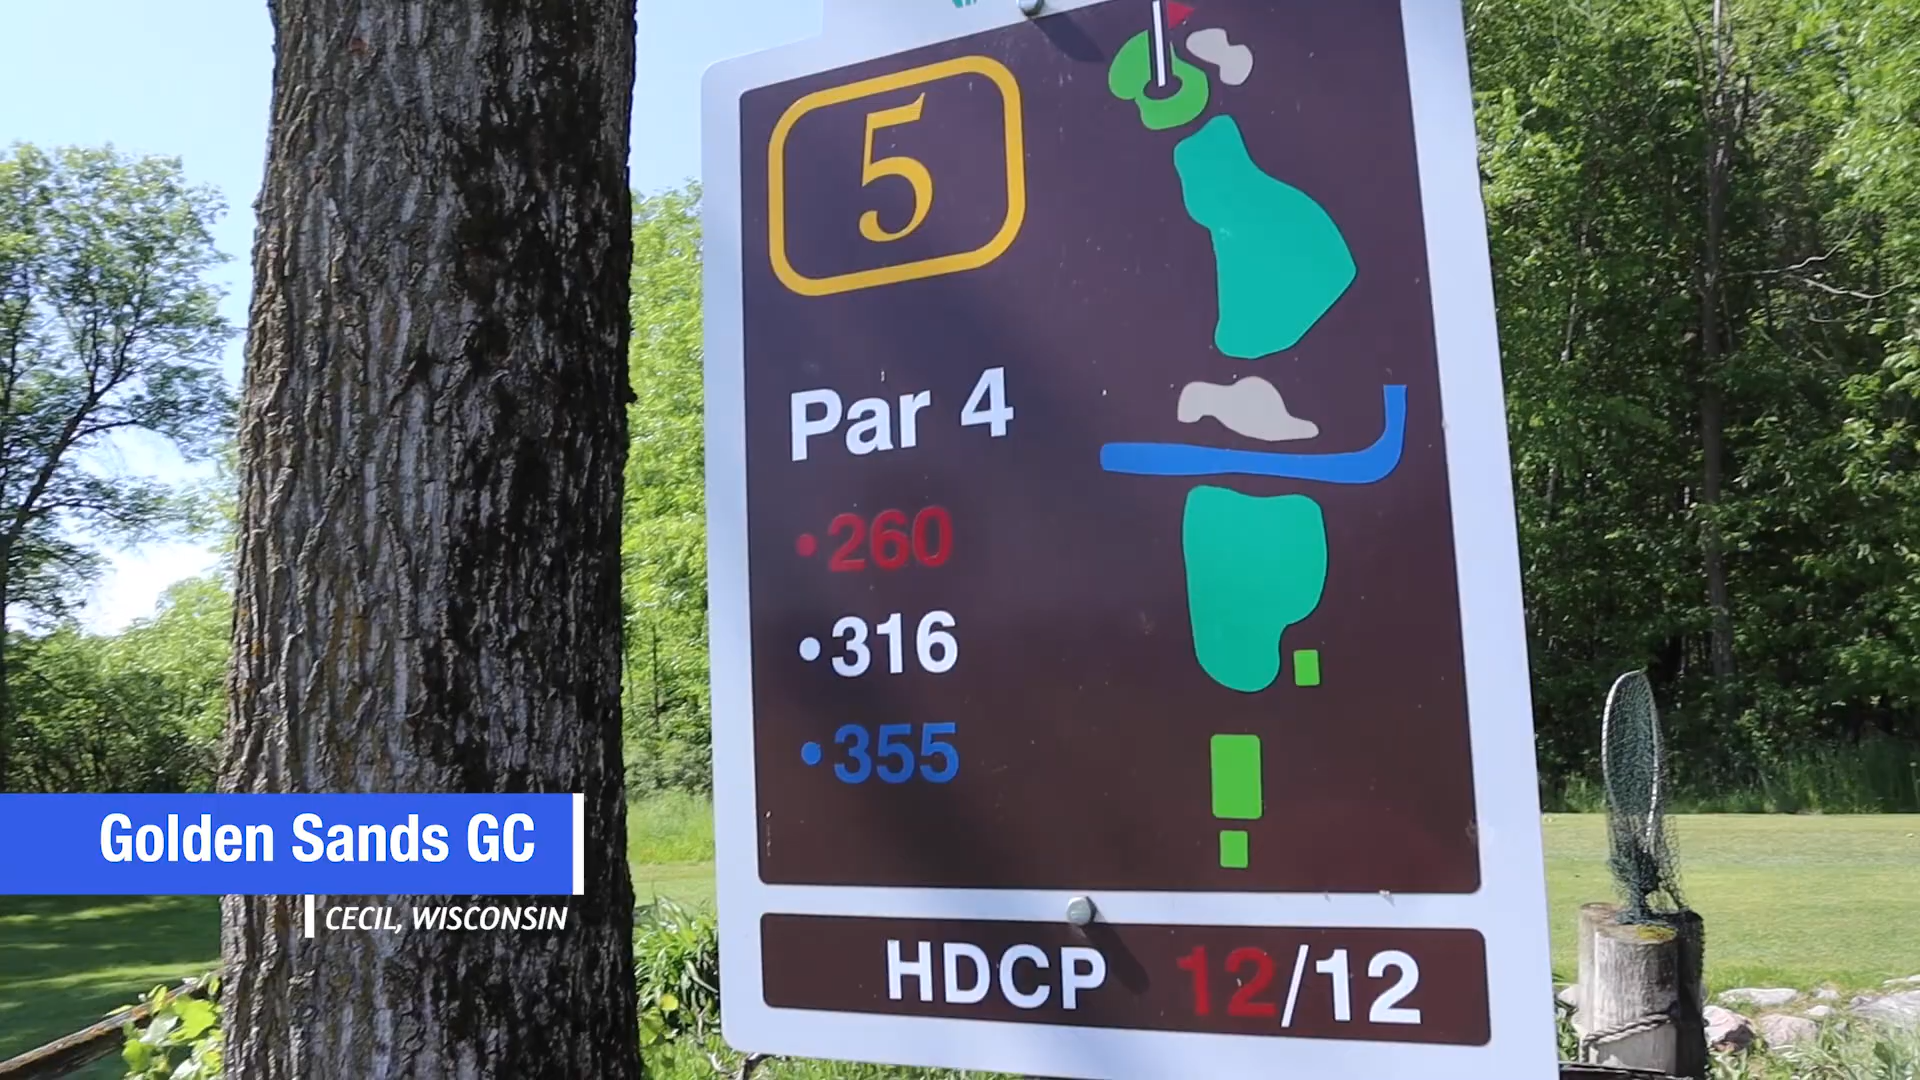 5
Par 4
•260
•316
•355
HDCP 12/12
Golden Sands GC
CECIL, WISCONSIN